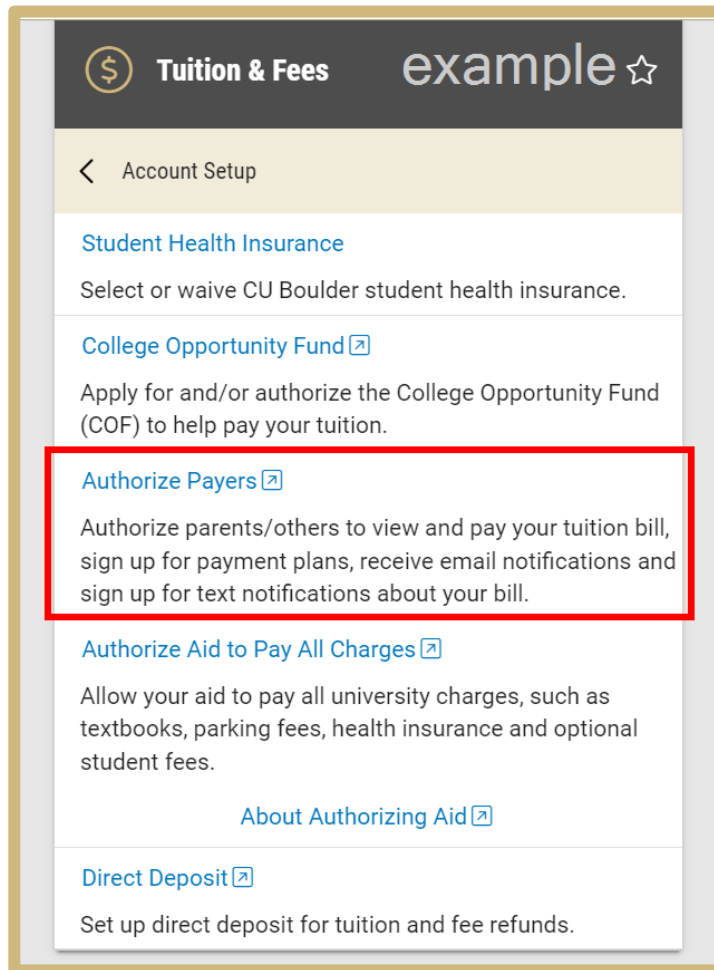 Tuition & Fees example
Account Setup
Student Health Insurance
Select or waive CU Boulder student health insurance.
College Opportunity Fund
Apply for and/or authorize the College Opportunity Fund
(COF) to help pay your tuition.
Authorize Payers
Authorize parents/others to view and pay your tuition bill,
sign up for payment plans, receive email notifications and
sign up for text notifications about your bill.
Authorize Aid to Pay All Charges
Allow your aid to pay all university charges, such as
textbooks, parking fees, health insurance and optional
student fees.
About Authorizing Aid
Direct Deposit
Set up direct deposit for tuition and fee refunds.